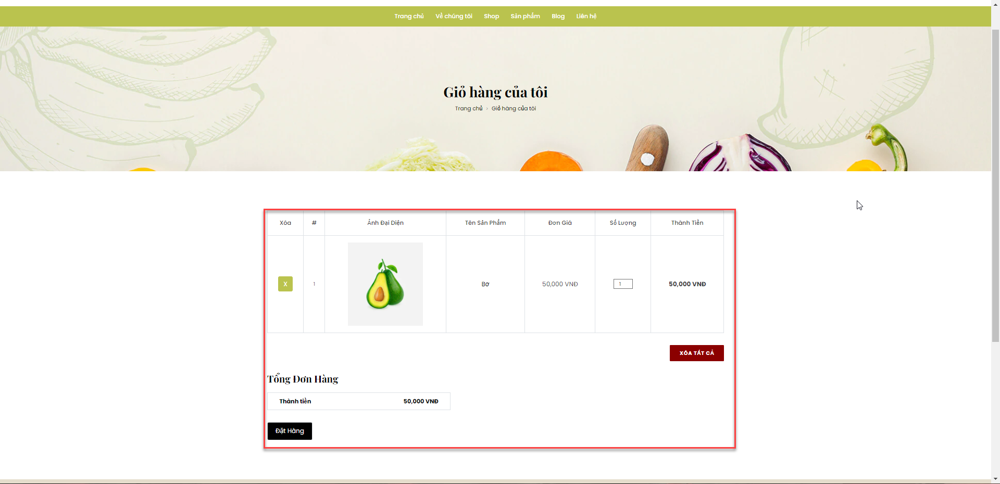 Trang chủ Về chúng tôi Shop Sản phẩm Blog Liên hệ
Giỏ hàng của tôi
Trang chủ › Giỏ hàng của tôi
Xóa # Ảnh Đại Diện Tên Sản Phẩm Đơn Giá Số Lượng Thành Tiền
X 1 Bơ 50,000 VNĐ 1 50,000 VNĐ
XÓA TẤT CẢ
Tổng Đơn Hàng
Thành tiền 50,000 VNĐ
Đặt Hàng